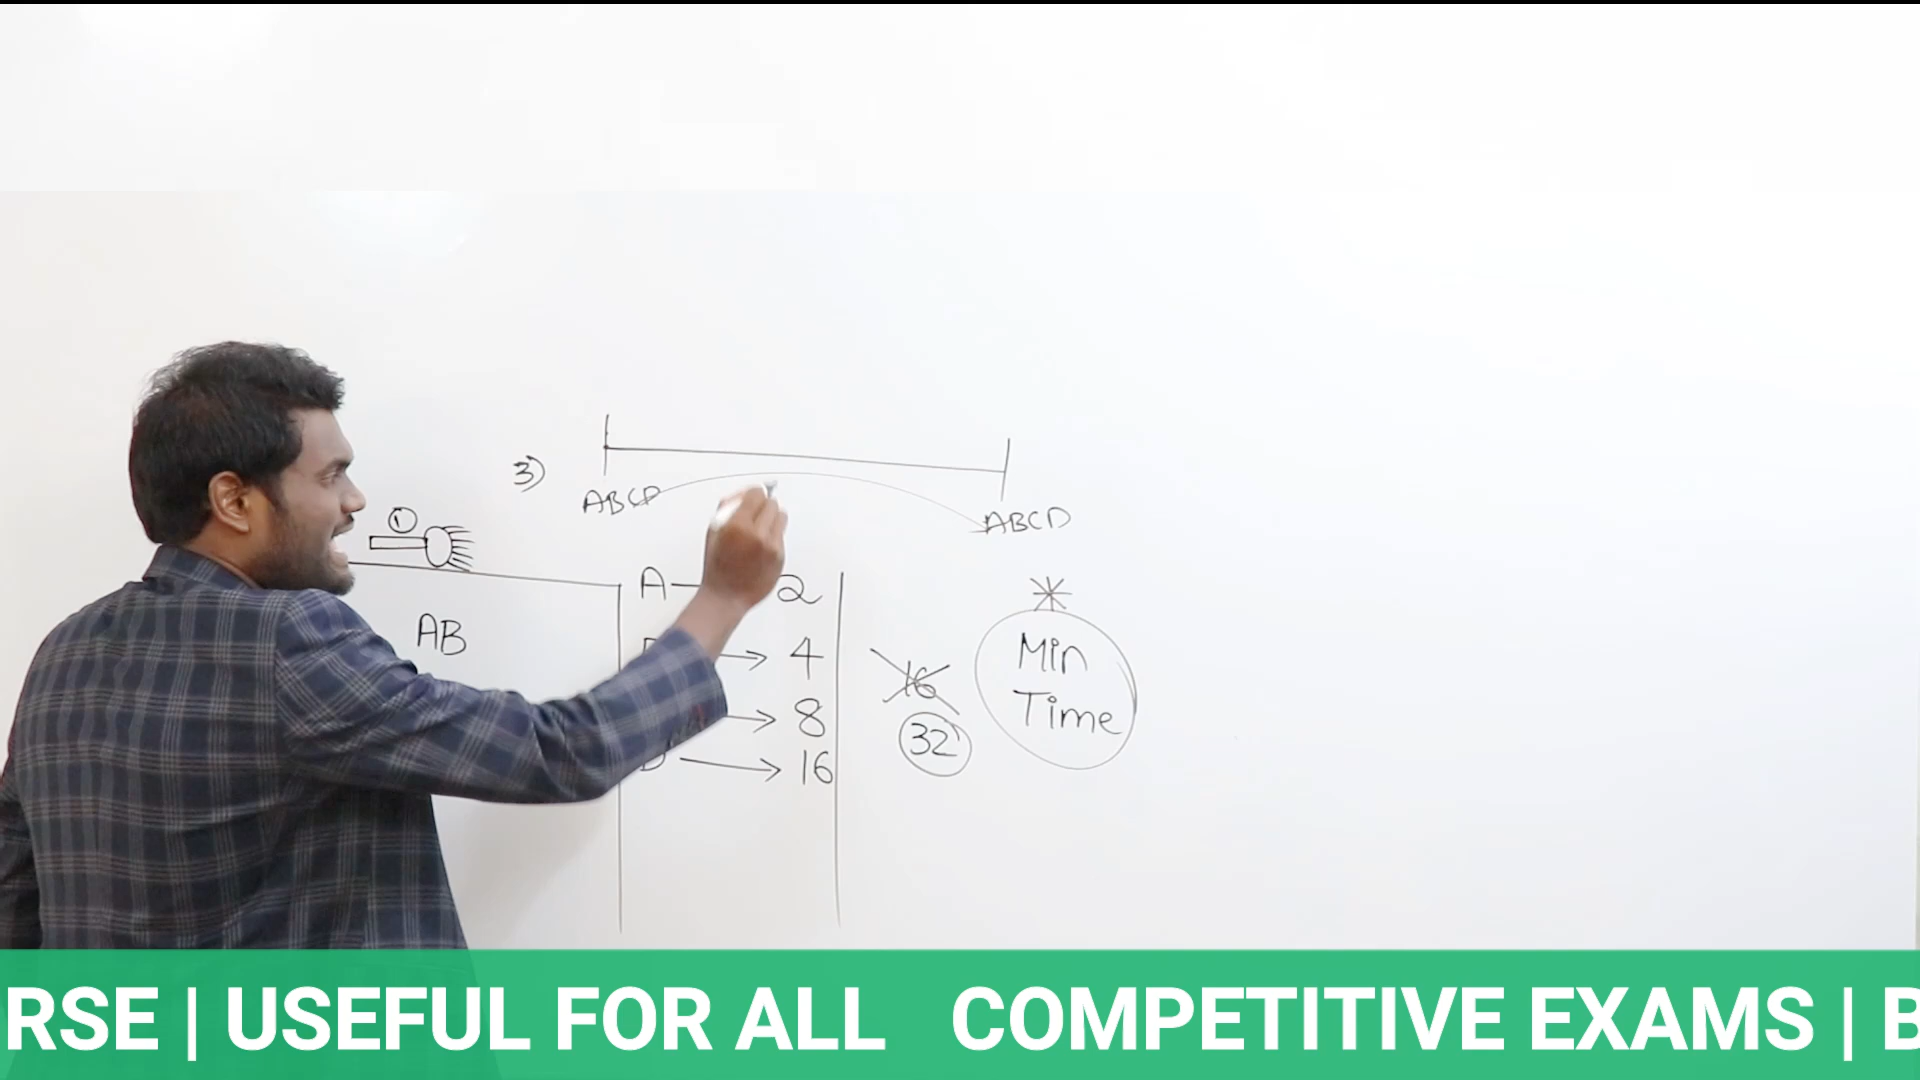 3)
ABCD
ABCD
1
AB
A 2
4
8
16
16
32
Min
Time
RSE | USEFUL FOR ALL COMPETITIVE EXAMS | B